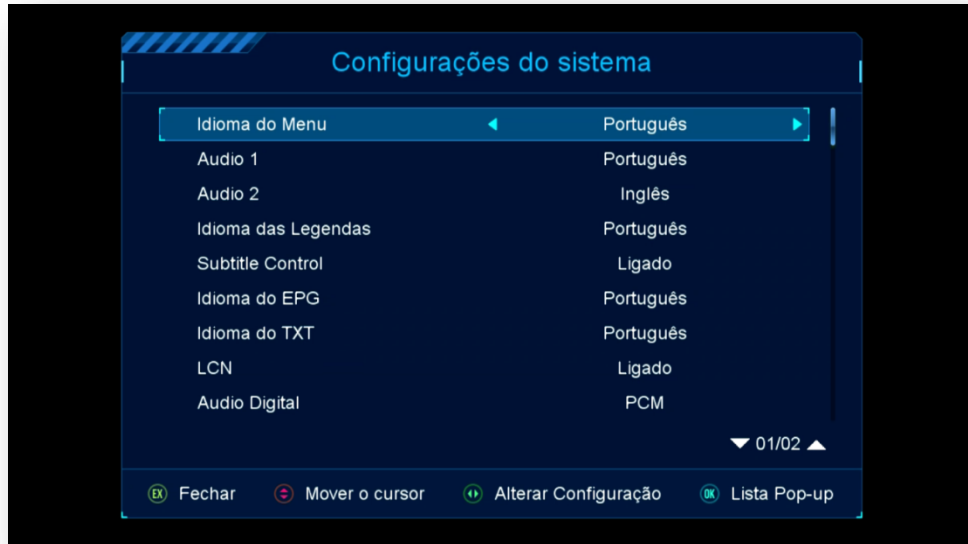 Configurações do sistema
Idioma do Menu Português
Audio 1 Português
Audio 2 Inglês
Idioma das Legendas Português
Subtitle Control Ligado
Idioma do EPG Português
Idioma do TXT Português
LCN Ligado
Audio Digital PCM
01/02
EX Fechar Mover o cursor Alterar Configuração OK Lista Pop-up